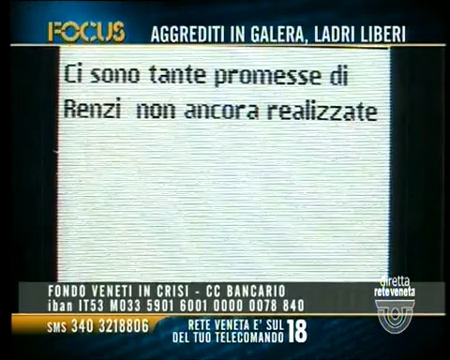 FOCUS AGGREDITI IN GALERA, LADRI LIBERI
Ci sono tante promesse di
Renzi non ancora realizzate
diretta
reteveneta
FONDO VENETI IN CRISI - CC BANCARIO
iban IT53 M033 5901 6001 0000 0078 840
SMS 340 3218806
RETE VENETA E' SUL
DEL TUO TELECOMANDO 18